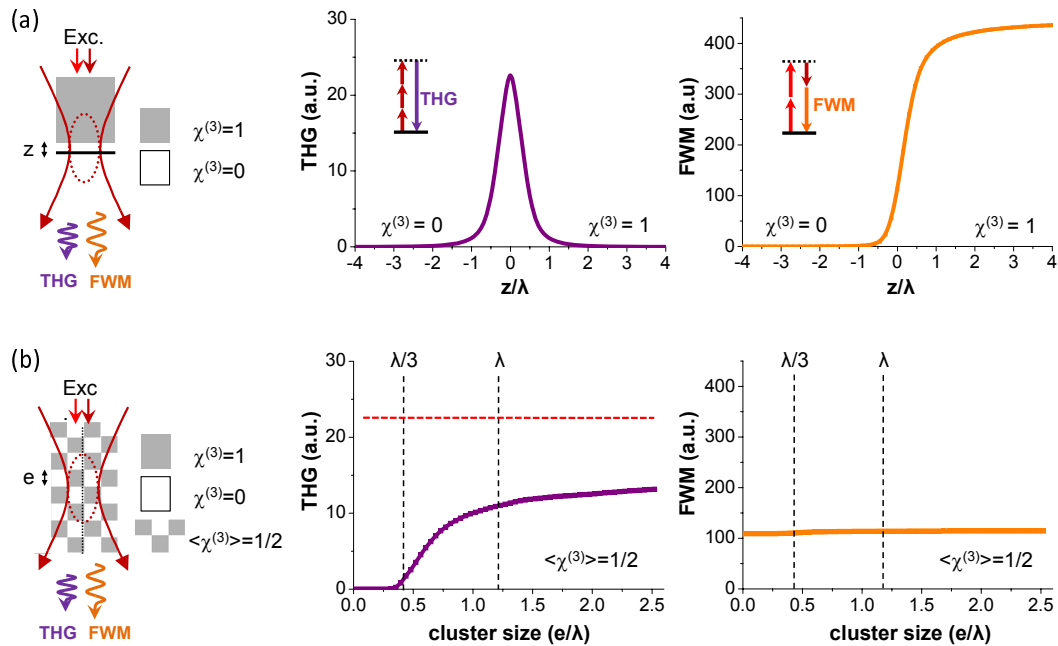 (a)
Exc.
χ(3)=1
z
χ(3)=0
THG FWM
THG (a.u.)
30
20
10
0
THG
χ(3) = 0
χ(3) = 1
-4 -3 -2 -1 0 1 2 3 4
z/λ
FWM (a.u.)
400
300
200
100
0
FWM
χ(3) = 0
χ(3) = 1
-4 -3 -2 -1 0 1 2 3 4
z/λ
(b)
Exc
χ(3)=1
e
χ(3)=0
<χ(3)>=1/2
THG FWM
λ/3
λ
THG (a.u.)
30
20
10
0
<χ(3)>=1/2
0.0 0.5 1.0 1.5 2.0 2.5
cluster size (e/λ)
λ/3
λ
FWM (a.u.)
400
300
200
100
0
<χ(3)>=1/2
0.0 0.5 1.0 1.5 2.0 2.5
cluster size (e/λ)